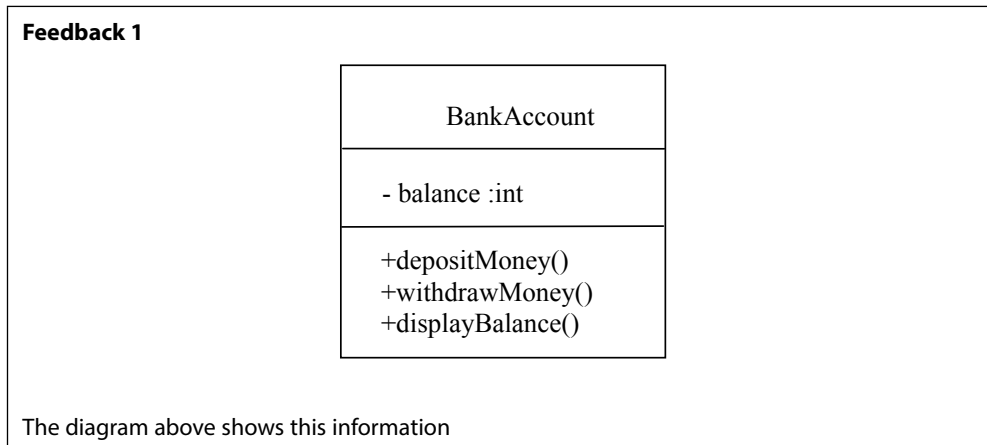 Feedback 1
BankAccount
- balance :int
+depositMoney()
+withdrawMoney()
+displayBalance()
The diagram above shows this information